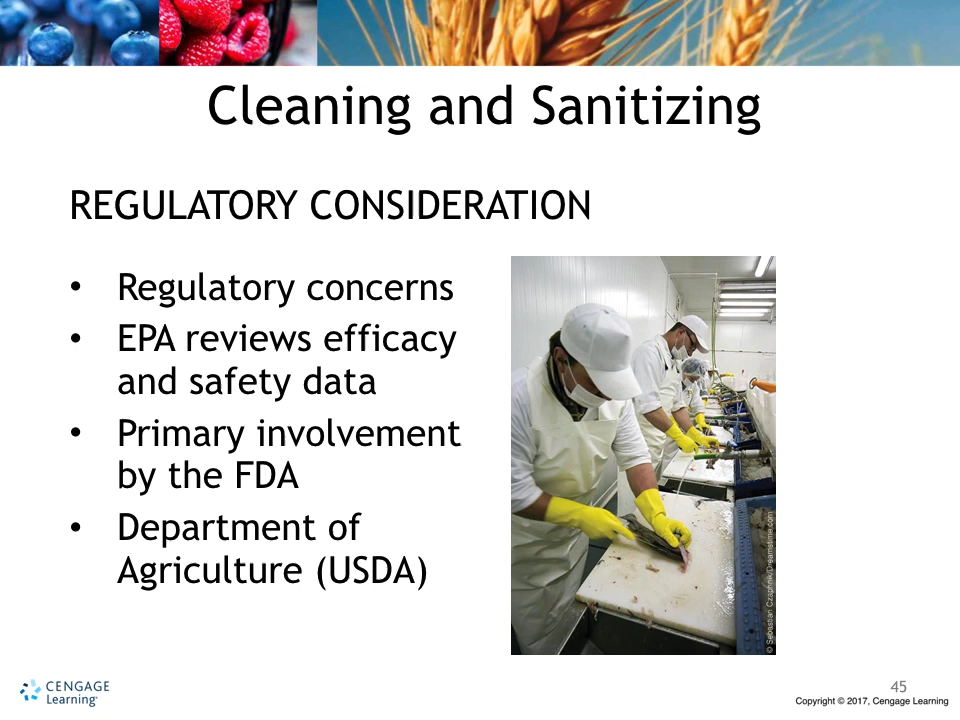 Cleaning and Sanitizing
REGULATORY CONSIDERATION
• Regulatory concerns
• EPA reviews efficacy
and safety data
• Primary involvement
by the FDA
• Department of
Agriculture (USDA)
© Sebastian Czapnik/Dreamstime.com
CENGAGE
Learning
45
Copyright © 2017, Cengage Learning